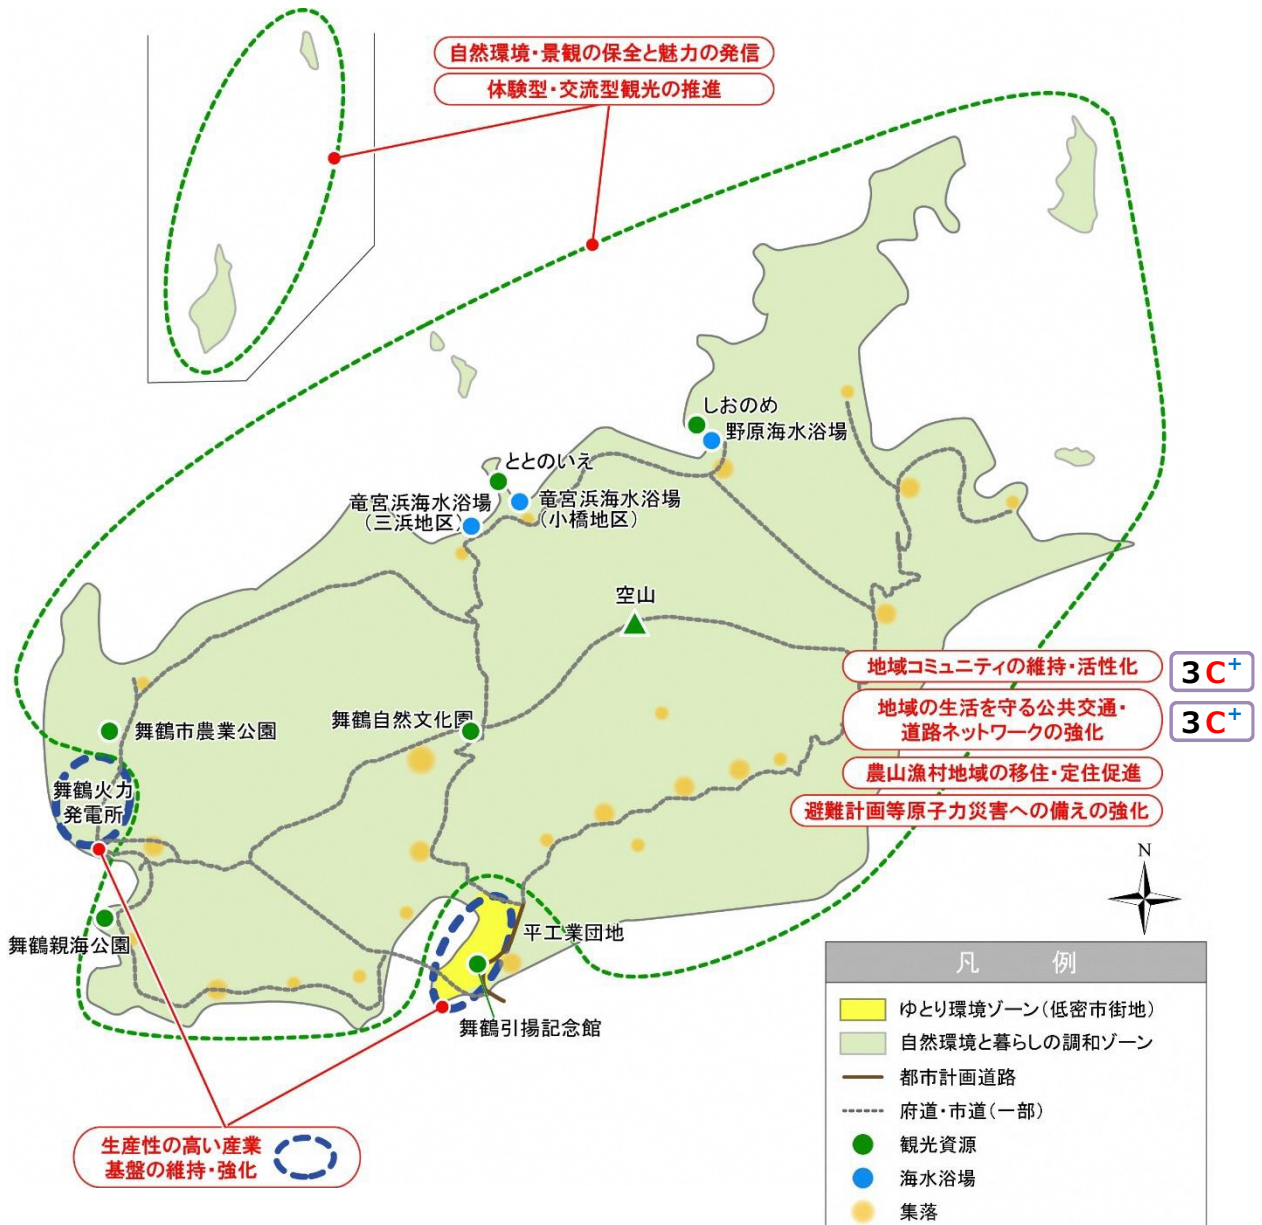 自然環境・景観の保全と魅力の発信
体験型・交流型観光の推進
しおのめ
野原海水浴場
ととのいえ
竜宮浜海水浴場
(三浜地区)
竜宮浜海水浴場
(小橋地区)
空山
地域コミュニティの維持・活性化
3C+
地域の生活を守る公共交通・
道路ネットワークの強化
3C+
農山漁村地域の移住・定住促進
避難計画等原子力災害への備えの強化
舞鶴市農業公園
舞鶴自然文化園
舞鶴火力
発電所
N
舞鶴親海公園
平工業団地
舞鶴引揚記念館
生産性の高い産業
基盤の維持・強化
凡 例
ゆとり環境ゾーン(低密市街地)
自然環境と暮らしの調和ゾーン
都市計画道路
府道・市道(一部)
観光資源
海水浴場
集落